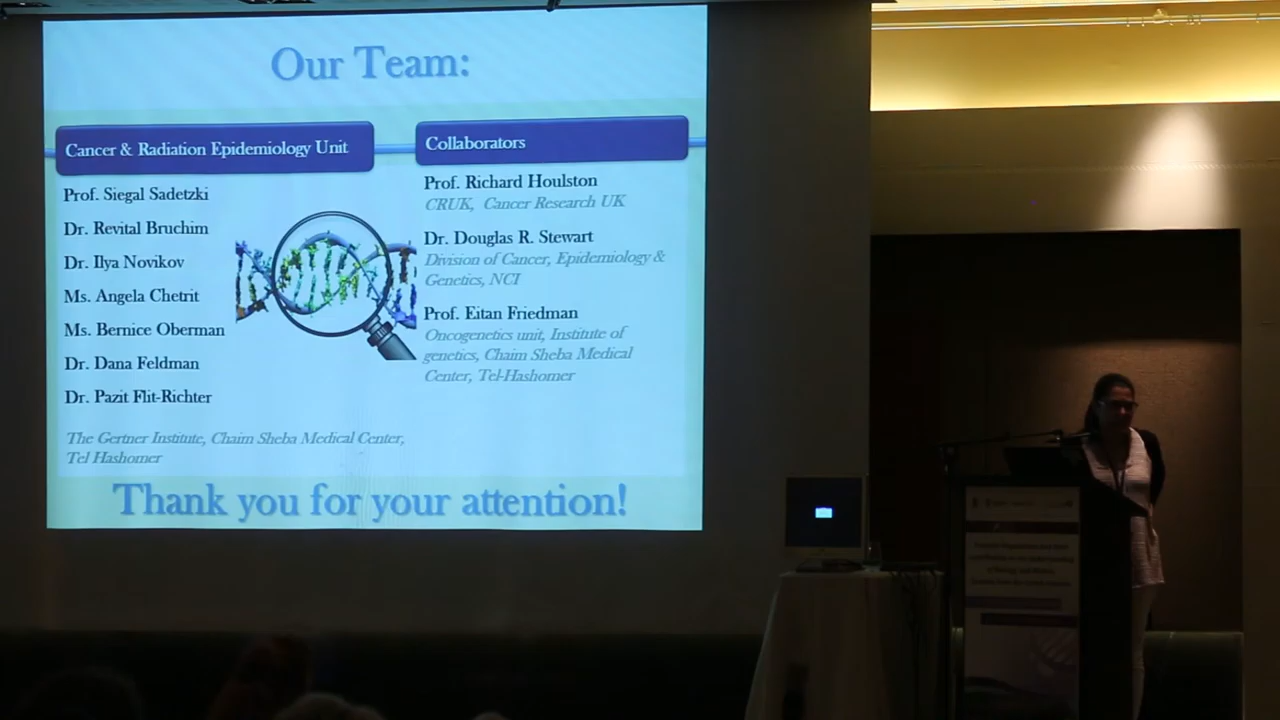 Our Team:
Cancer & Radiation Epidemiology Unit
Prof. Siegal Sadetzki
Dr. Revital Bruchim
Dr. Ilya Novikov
Ms. Angela Chetrit
Ms. Bernice Oberman
Dr. Dana Feldman
Dr. Pazit Flit-Richter
The Gertner Institute, Chaim Sheba Medical Center,
Tel Hashomer
Collaborators
Prof. Richard Houlston
CRUK, Cancer Research UK
Dr. Douglas R. Stewart
Division of Cancer, Epidemiology &
Genetics, NCI
Prof. Eitan Friedman
Oncogenetics unit, Institute of
genetics, Chaim Sheba Medical
Center, Tel-Hashomer
Thank you for your attention!